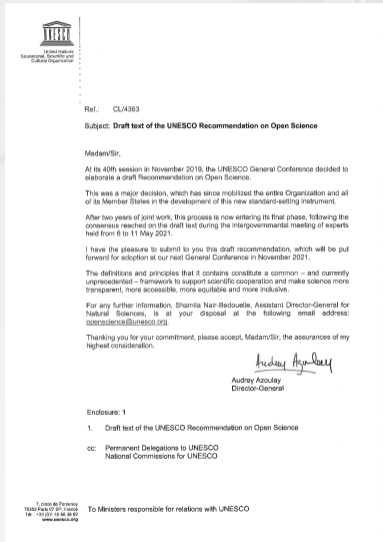 UNESCO
United Nations
Educational, Scientific and
Cultural Organization
Ref.: CL/4363
Subject: Draft text of the UNESCO Recommendation on Open Science
Madam/Sir,
At its 40th session in November 2019, the UNESCO General Conference decided to
elaborate a draft Recommendation on Open Science.
This was a major decision, which has since mobilized the entire Organization and all
of its Member States in the development of this new standard-setting instrument.
After two years of joint work, this process is now entering its final phase, following the
consensus reached on the draft text during the intergovernmental meeting of experts
held from 6 to 11 May 2021.
I have the pleasure to submit to you this draft recommendation, which will be put
forward for adoption at our next General Conference in November 2021.
The definitions and principles that it contains constitute a common – and currently
unprecedented – framework to support scientific cooperation and make science more
transparent, more accessible, more equitable and more inclusive.
For any further information, Shamila Nair-Bedouelle, Assistant Director-General for
Natural Sciences, is at your disposal at the following email address:
openscience@unesco.org.
Thanking you for your commitment, please accept, Madam/Sir, the assurances of my
highest consideration.
Audrey Azoulay
Audrey Azoulay
Director-General
Enclosure: 1
1. Draft text of the UNESCO Recommendation on Open Science
cc: Permanent Delegations to UNESCO
National Commissions for UNESCO
7, place de Fontenoy
75352 Paris 07 SP, France
Tél. : +33 (0)1 45 68
www.unesco.org
To Ministers responsible for relations with UNESCO